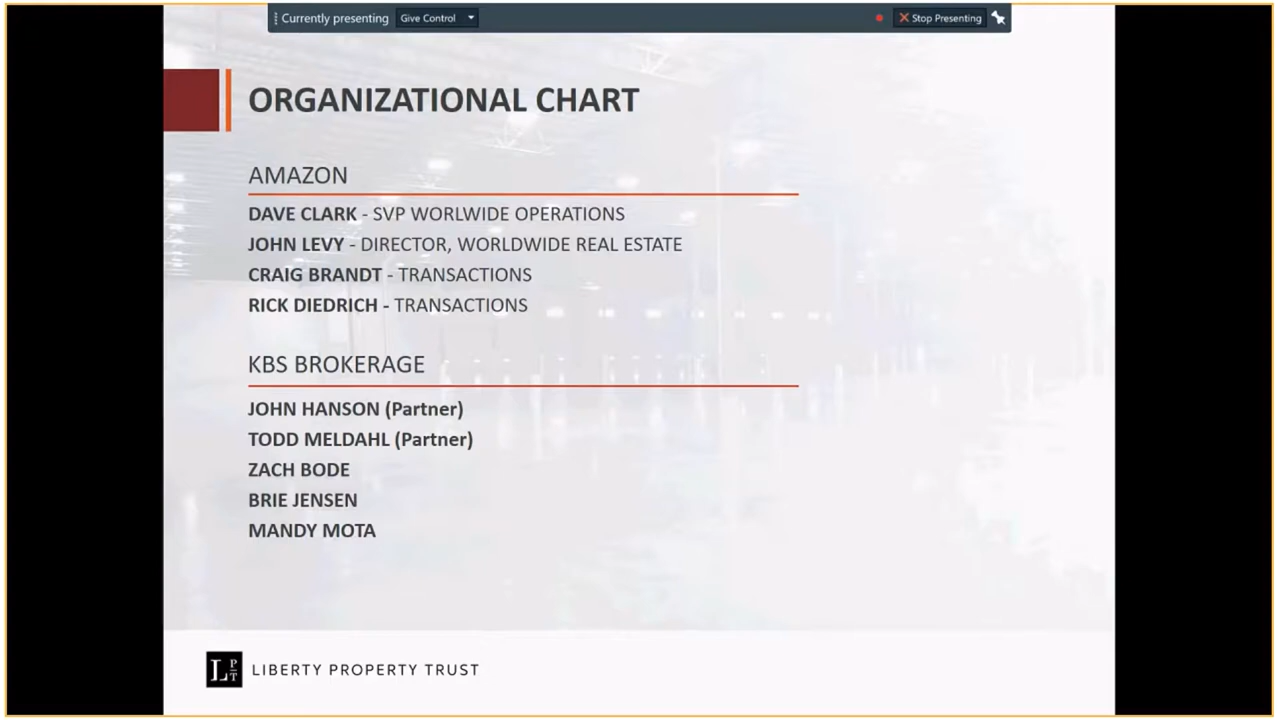 Currently presenting Give Control Stop Presenting
ORGANIZATIONAL CHART
AMAZON
DAVE CLARK - SVP WORLWIDE OPERATIONS
JOHN LEVY - DIRECTOR, WORLDWIDE REAL ESTATE
CRAIG BRANDT - TRANSACTIONS
RICK DIEDRICH - TRANSACTIONS
KBS BROKERAGE
JOHN HANSON (Partner)
TODD MELDAHL (Partner)
ZACH BODE
BRIE JENSEN
MANDY MOTA
LPT LIBERTY PROPERTY TRUST